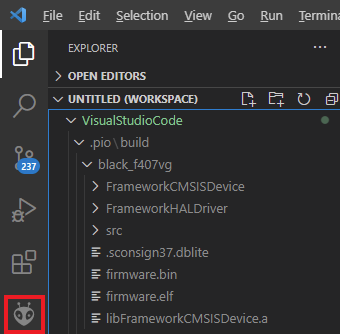 File Edit Selection View Go Run Termina
EXPLORER ...
OPEN EDITORS
UNTITLED (WORKSPACE)
VisualStudioCode
.pio\build
black_f407vg
FrameworkCMSISDevice
FrameworkHALDriver
237
src
.sconsign37.dblite
firmware.bin
firmware.elf
libFrameworkCMSISDevice.a